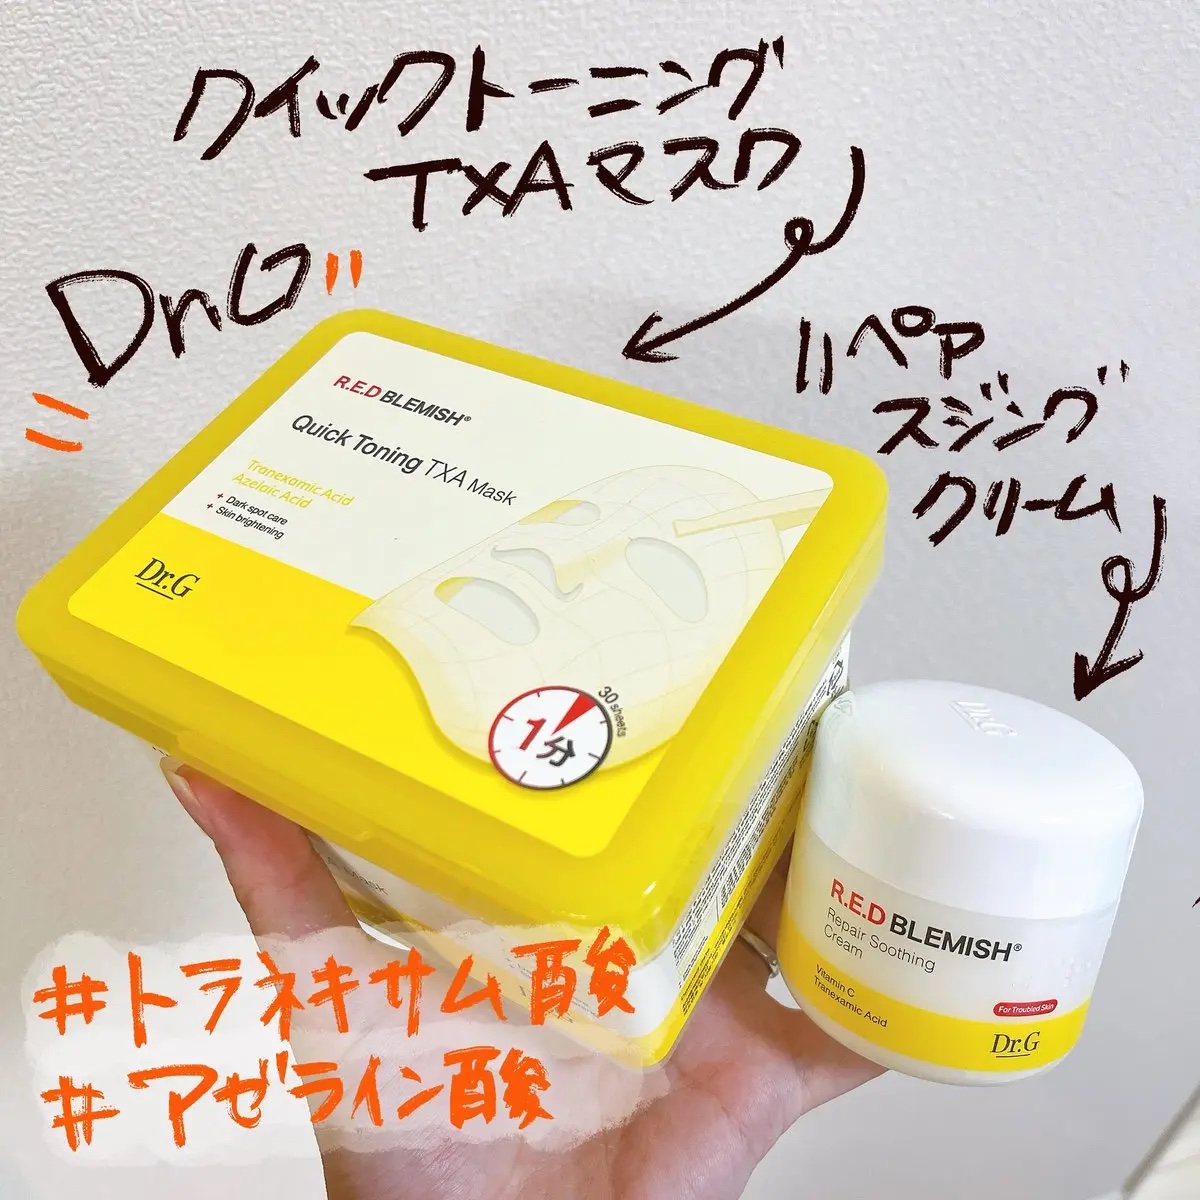 クイックトーニング
TXAマスク
Dr.G
リペア
スジング
クリーム
R.E.D BLEMISH®
Quick Toning TXA Mask
Tranexamic Acid
Azelaic Acid
+ Dark spot care
+ Skin brightening
Dr.G
30 sheets
1分
Mask
Dr.G
R.E.D BLEMISH®
Repair Soothing
Cream
Vitamin C
Tranexamic Acid
For Troubled Skin
Dr.G
#トラネキサム酸
#アゼライン酸